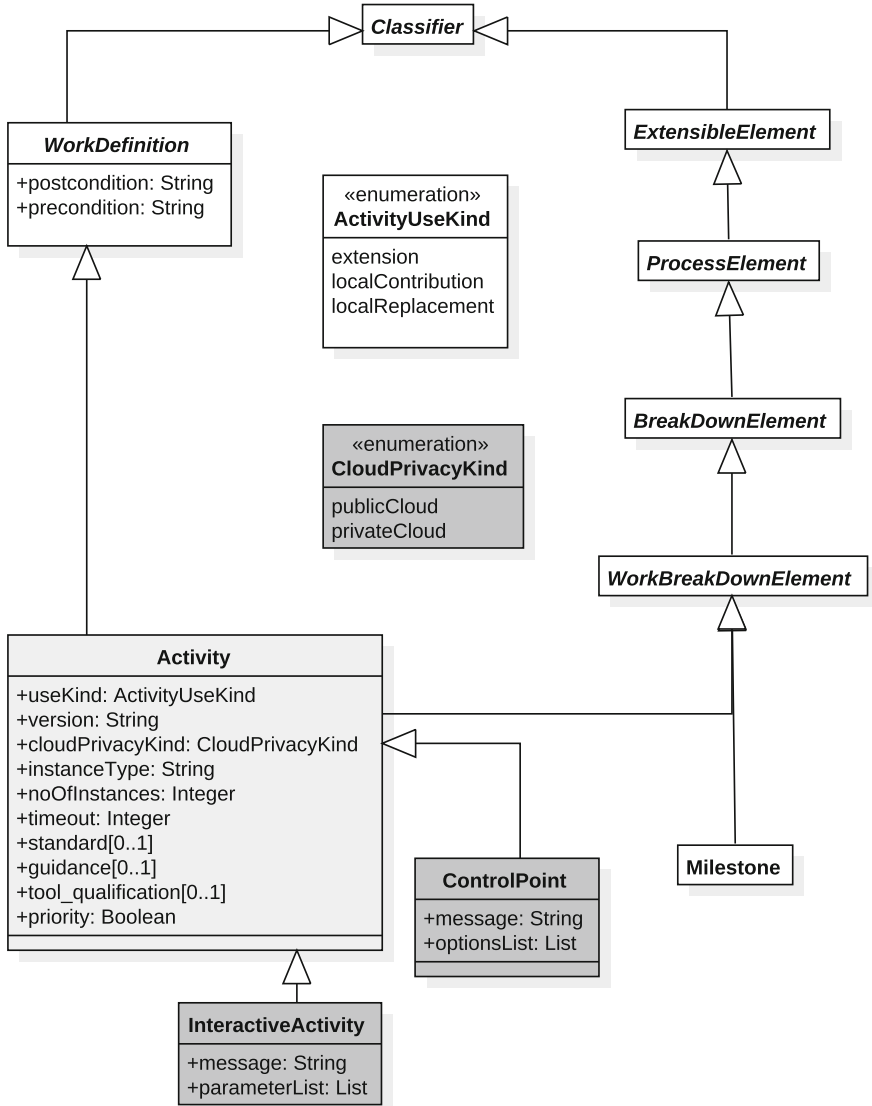 Classifier
WorkDefinition
+postcondition: String
+precondition: String
ExtensibleElement
«enumeration»
ActivityUseKind
extension
localContribution
localReplacement
ProcessElement
BreakDownElement
«enumeration»
CloudPrivacyKind
publicCloud
privateCloud
WorkBreakDownElement
Activity
+useKind: ActivityUseKind
+version: String
+cloudPrivacyKind: CloudPrivacyKind
+instanceType: String
+noOfInstances: Integer
+timeout: Integer
+standard[0..1]
+guidance[0..1]
+tool_qualification[0..1]
+priority: Boolean
ControlPoint
+message: String
+optionsList: List
Milestone
InteractiveActivity
+message: String
+parameterList: List